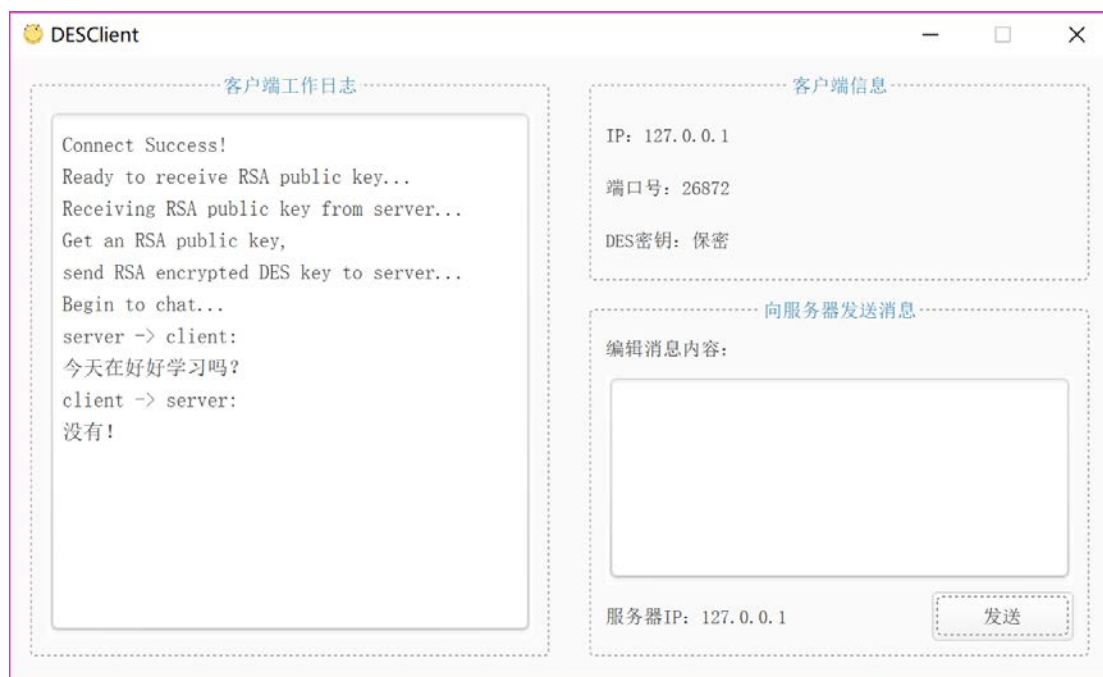 DESClient
客户端工作日志
Connect Success!
Ready to receive RSA public key...
Receiving RSA public key from server...
Get an RSA public key,
send RSA encrypted DES key to server...
Begin to chat...
server -> client:
今天在好好学习吗?
client -> server:
没有!
客户端信息
IP: 127.0.0.1
端口号: 26872
DES密钥: 保密
向服务器发送消息
编辑消息内容:
服务器IP: 127.0.0.1
发送